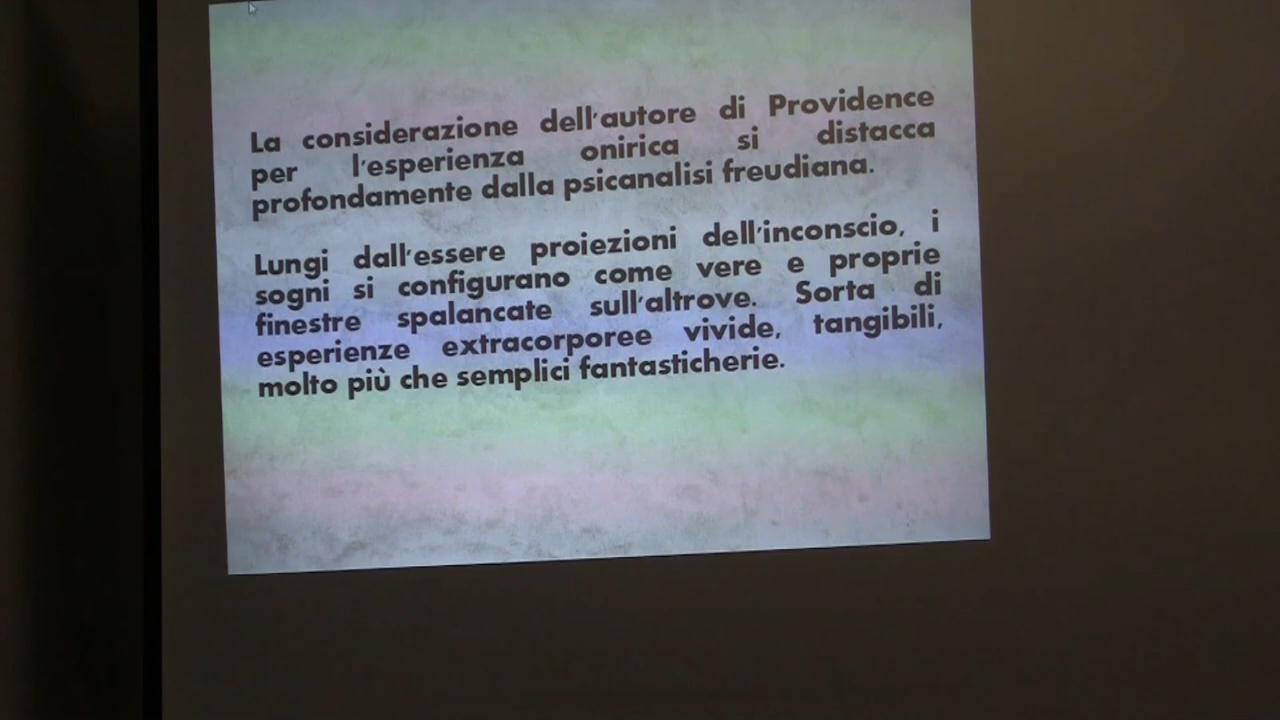 La considerazione dell'autore di Providence
per l'esperienza onirica si distacca
profondamente dalla psicanalisi freudiana.
Lungi dall'essere proiezioni dell'inconscio, i
sogni si configurano come vere e proprie
finestre spalancate sull'altrove. Sorta di
esperienze extracorporee vivide, tangibili,
molto più che semplici fantasticherie.